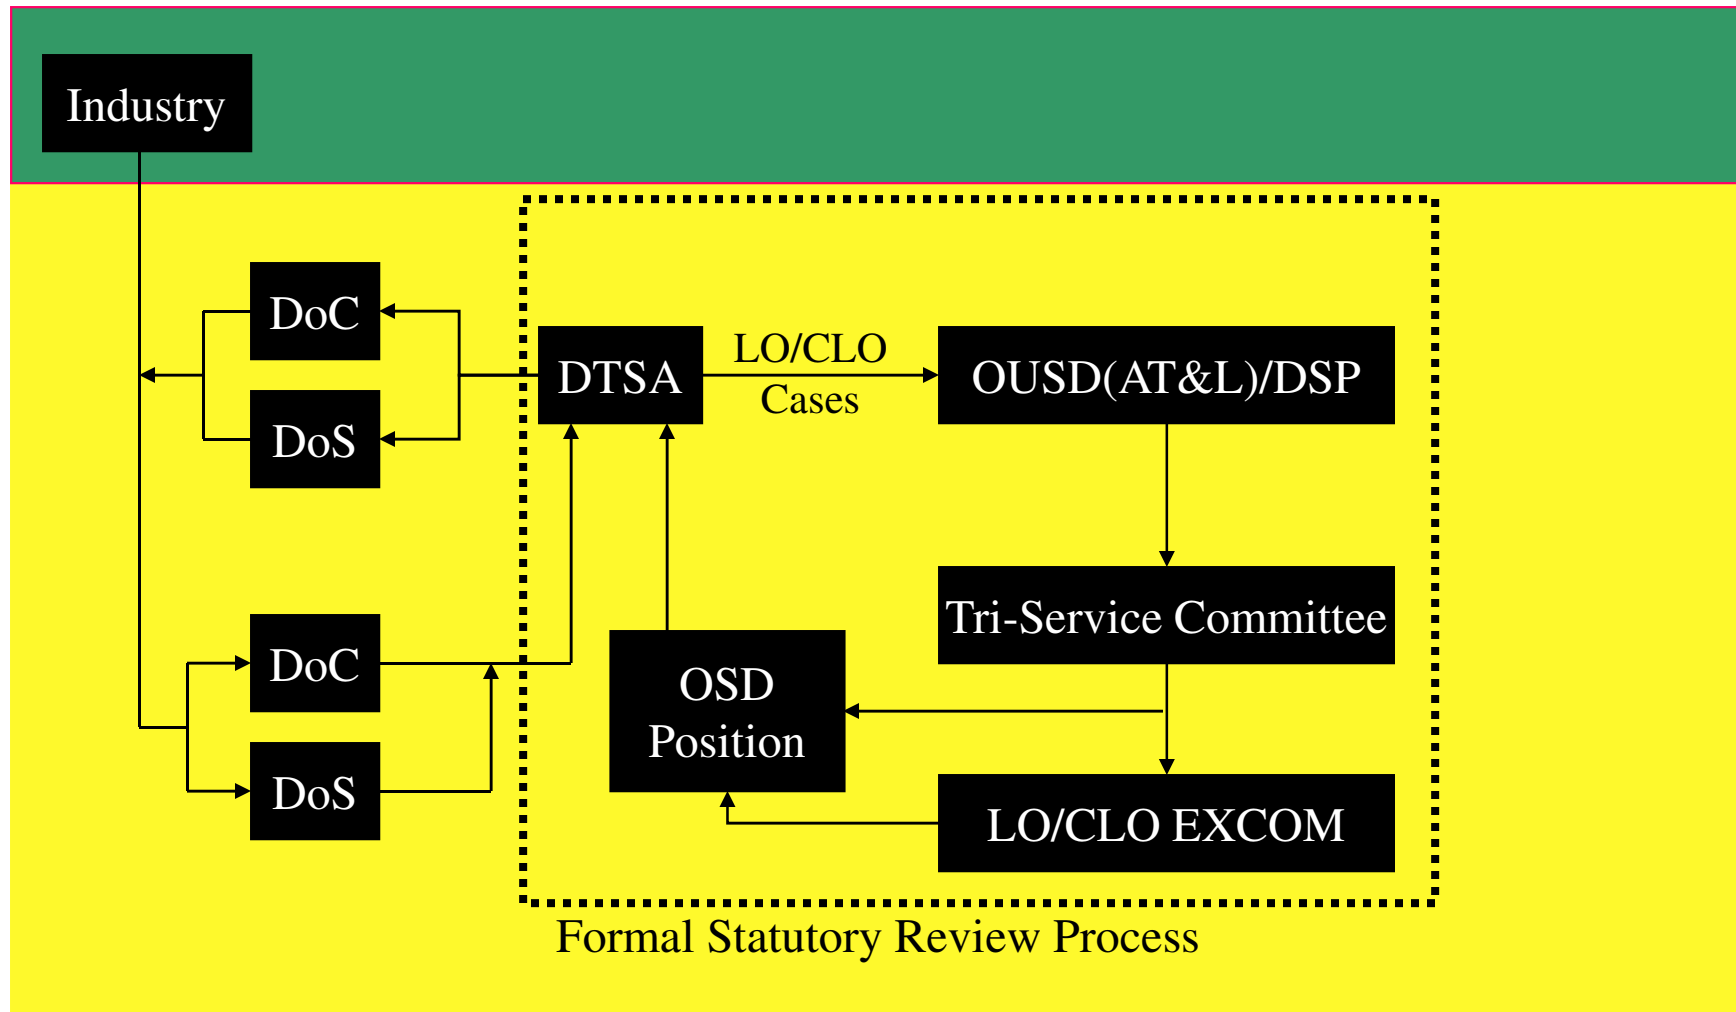 Industry
DoC
DoS
DTSA
LO/CLO
Cases
OUSD(AT&L)/DSP
Tri-Service Committee
DoC
DoS
OSD
Position
LO/CLO EXCOM
Formal Statutory Review Process